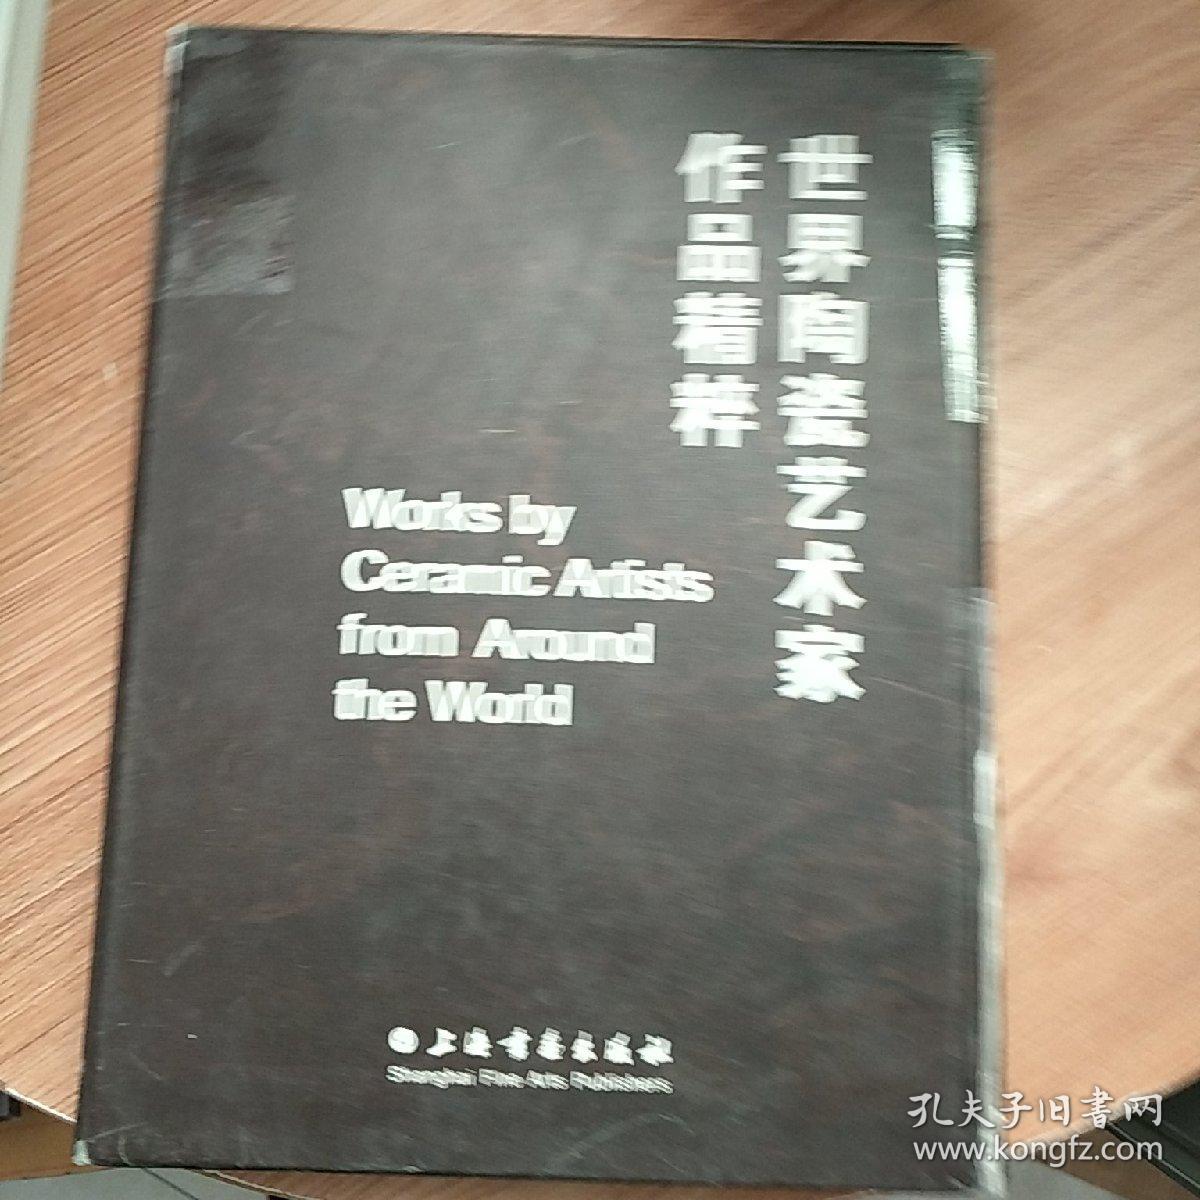 世界陶瓷艺术家
作品精粹
Works by
Ceramic Artists
from Around
the World
上海书画出版社
Shanghai Fine Arts Publishers
孔夫子旧書网
www.kongfz.com